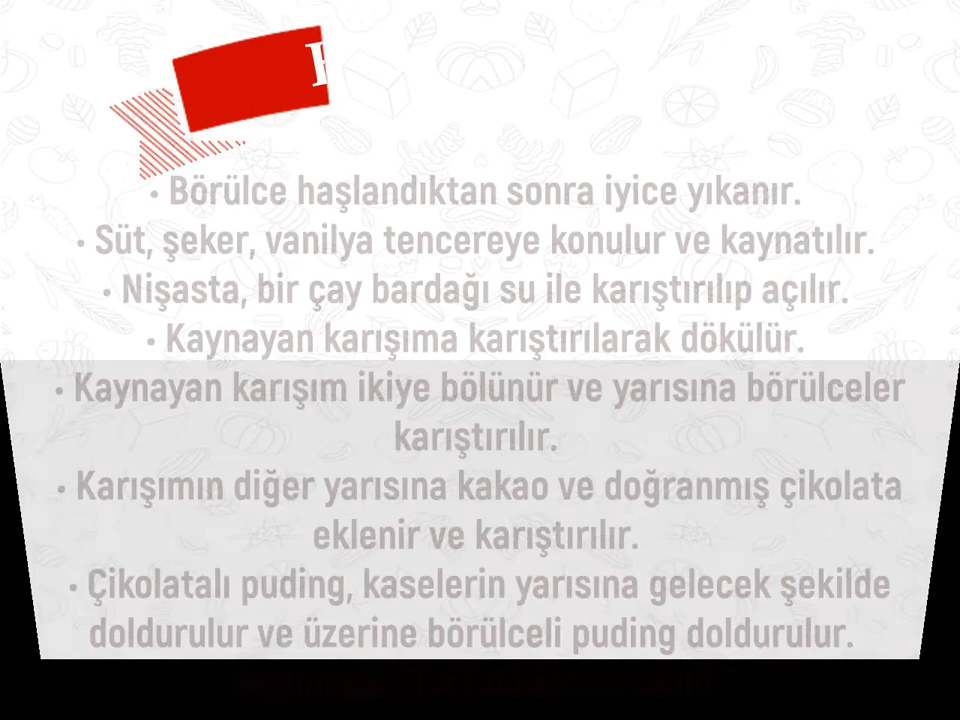 • Börülce haşlandıktan sonra iyice yıkanır.
• Süt, şeker, vanilya tencereye konulur ve kaynatılır.
• Nişasta, bir çay bardağı su ile karıştırılıp açılır.
• Kaynayan karışıma karıştırılarak dökülür.
• Kaynayan karışım ikiye bölünür ve yarısına börülceler
karıştırılır.
• Karışımın diğer yarısına kakao ve doğranmış çikolata
eklenir ve karıştırılır.
• Çikolatalı puding, kaselerin yarısına gelecek şekilde
doldurulur ve üzerine börülceli puding doldurulur.